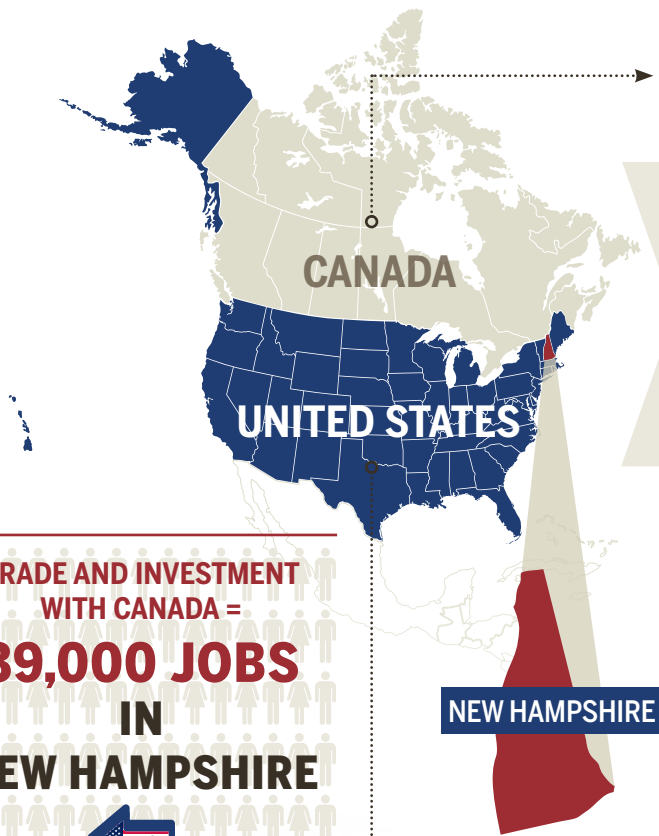 CANADA
UNITED STATES
RADE AND INVESTMENT
WITH CANADA =
39,000 JOBS
IN
EW HAMPSHIRE
NEW HAMPSHIRE